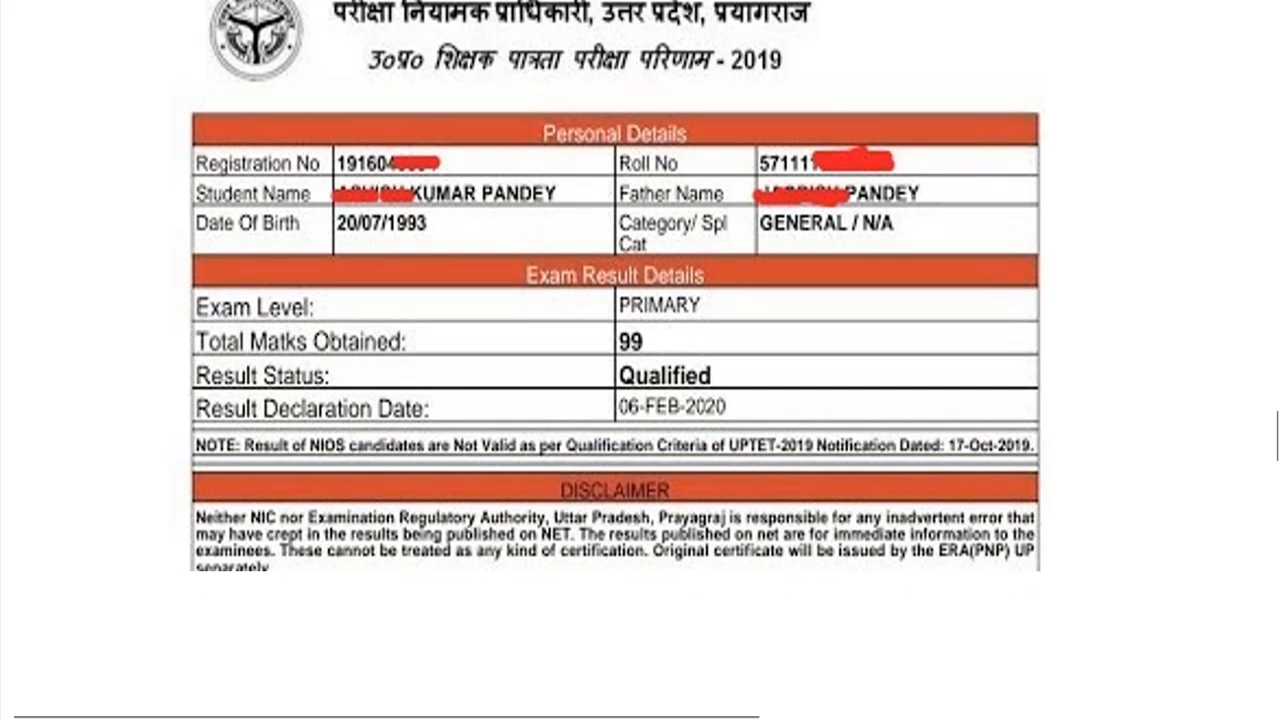 परीक्षा नियामक प्राधिकारी, उत्तर प्रदेश, प्रयागराज
उ०प्र० शिक्षक पात्रता परीक्षा परिणाम - 2019
Personal Details
Registration No 191604 Roll No 57111
Student Name KUMAR PANDEY Father Name PANDEY
Date Of Birth 20/07/1993 Category/ Spl Cat GENERAL / N/A
Exam Result Details
Exam Level: PRIMARY
Total Matks Obtained: 99
Result Status: Qualified
Result Declaration Date: 06-FEB-2020
NOTE: Result of NIOS candidates are Not Valid as per Qualification Criteria of UPTET-2019 Notification Dated: 17-Oct-2019.
DISCLAIMER
Neither NIC nor Examination Regulatory Authority, Uttar Pradesh, Prayagraj is responsible for any inadvertent error that
may have crept in the results being published on NET. The results published on net are for immediate information to the
examinees. These cannot be treated as any kind of certification. Original certificate will be issued by the ERA(PNP) UP
separately.